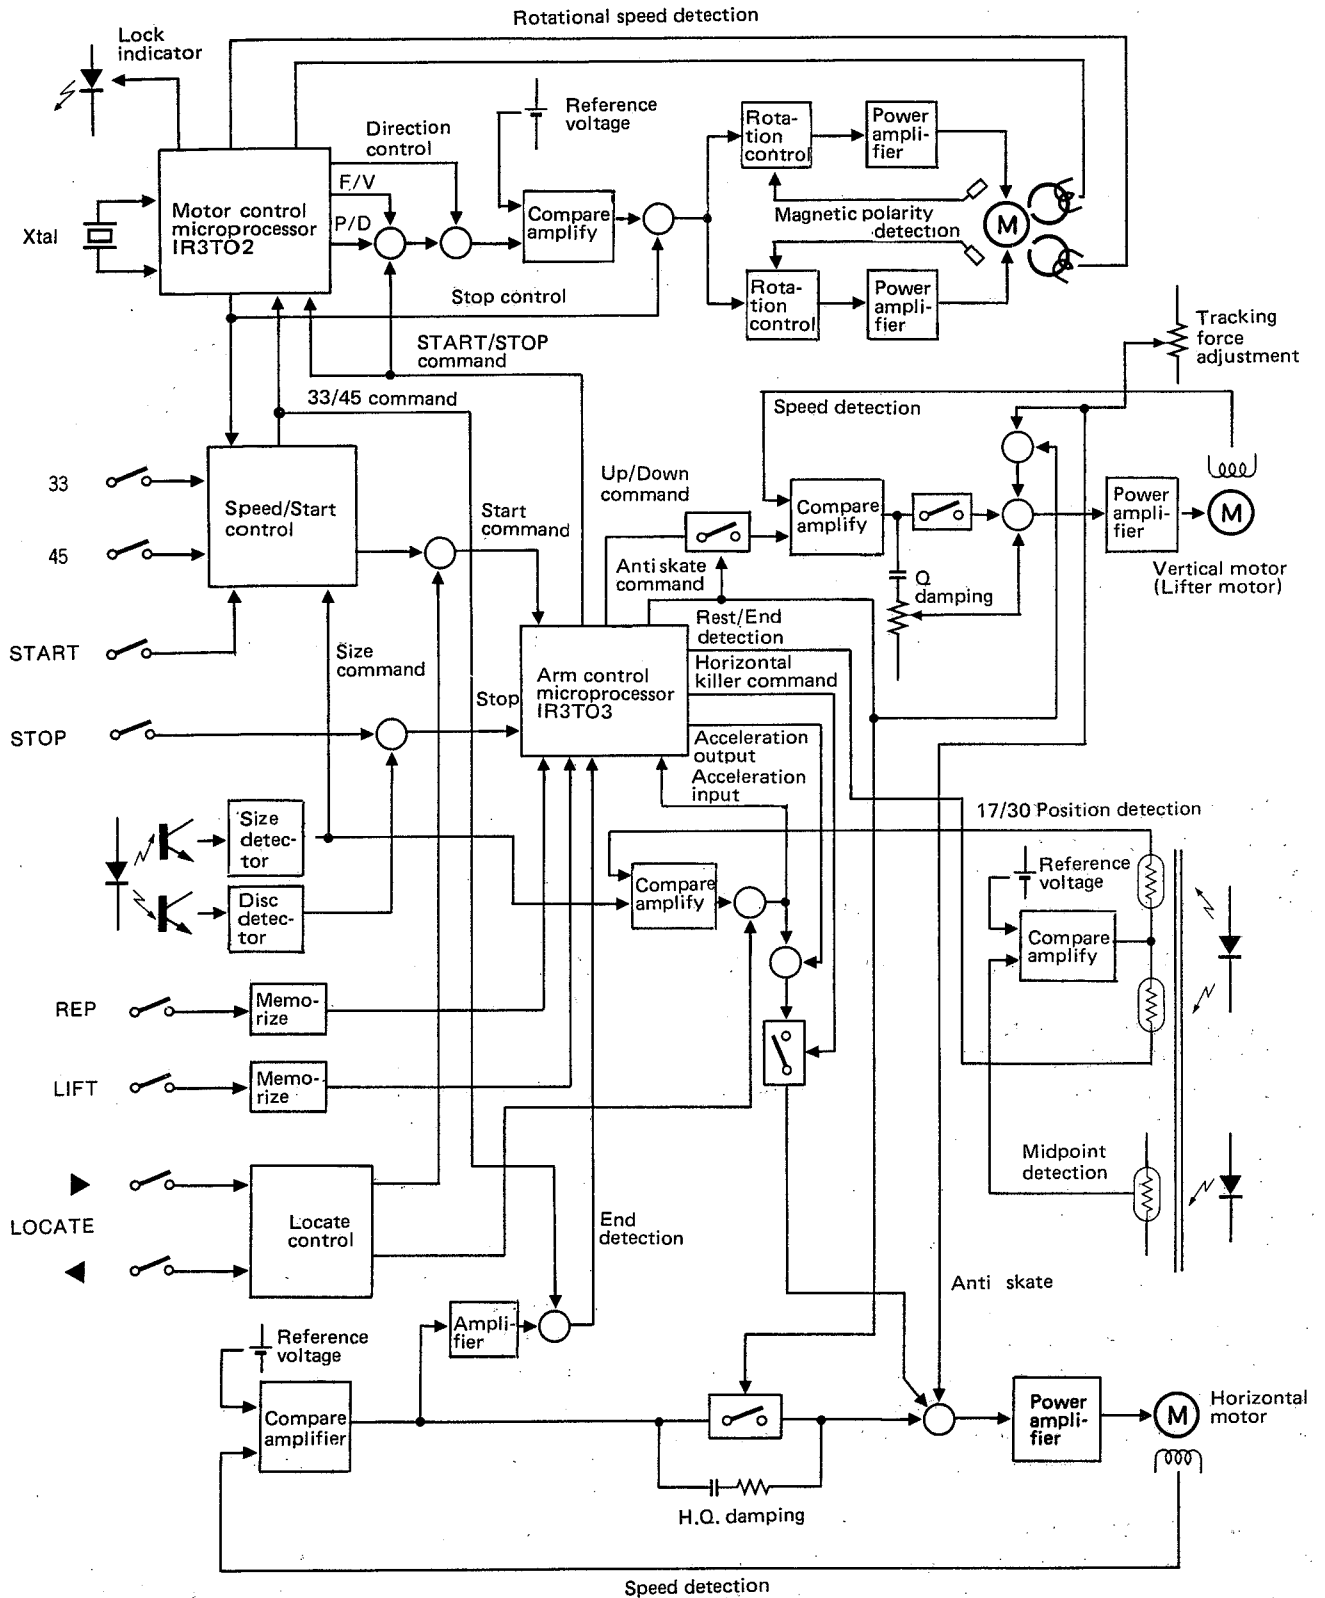 Rotational speed detection
Lock
indicator
Reference
voltage
Direction
control
Rota-
tion
control
Power
ampli-
fier
F/V
P/D
Xtal
Motor control
microprocessor
IR3TO2
Compare
amplify
Magnetic polarity
detection
M
Stop control
Rota-
tion
control
Power
ampli-
fier
Tracking
force
adjustment
START/STOP
command
33/45 command
Speed detection
33
45
Speed/Start
control
Start
command
Up/Down
command
Compare
amplify
Power
ampli-
fier
M
Vertical motor
(Lifter motor)
Anti skate
command
Q
damping
START
Size
command
Rest/End
detection
Horizontal
killer command
Stop
Arm control
microprocessor
IR3TO3
STOP
Acceleration
output
Acceleration
input
17/30 Position detection
Size
detec-
tor
Disc
detec-
tor
Compare
amplify
Reference
voltage
Compare
amplify
REP
Memo-
rize
LIFT
Memo-
rize
Midpoint
detection
LOCATE
Locate
control
End
detection
Anti skate
Ampli-
fier
Reference
voltage
Compare
amplifier
Power
ampli-
fier
M
Horizontal
motor
H.Q. damping
Speed detection